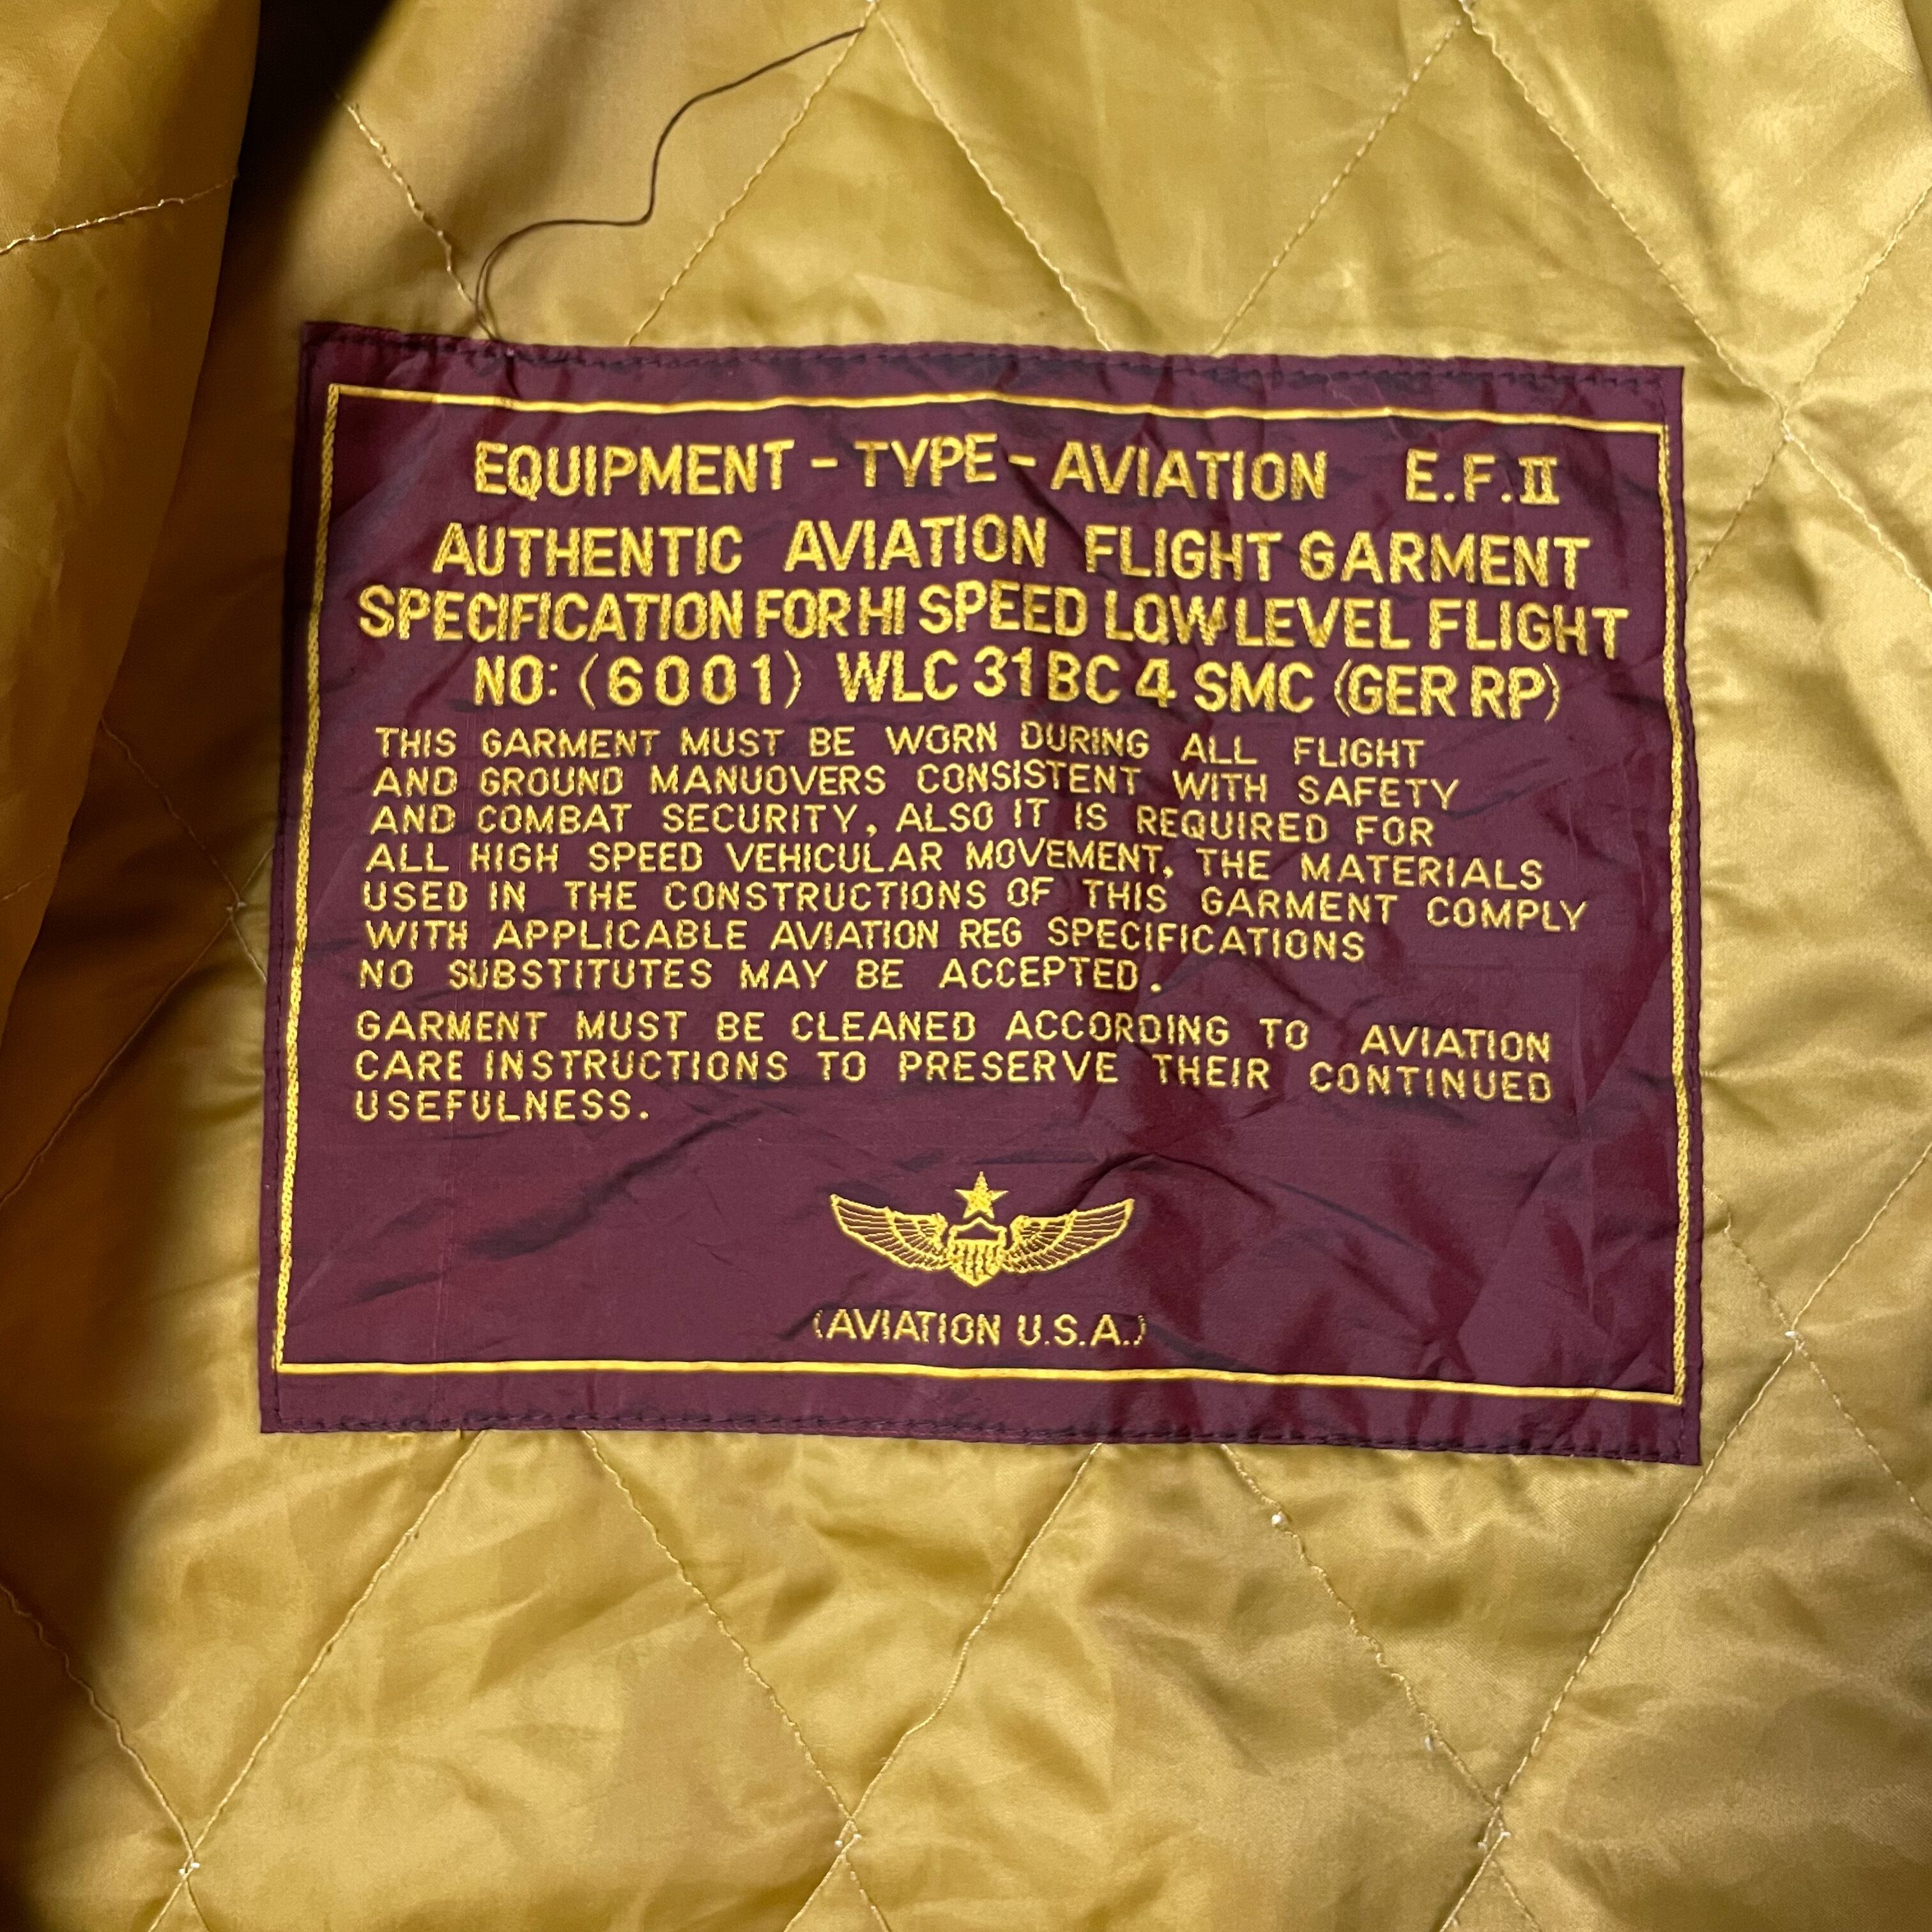 EQUIPMENT - TYPE - AVIATION E.F.II
AUTHENTIC AVIATION FLIGHT GARMENT
SPECIFICATION FOR HI SPEED LOW LEVEL FLIGHT
NO: (6001) WLC 31 BC 4 SMC (GER RP)
THIS GARMENT MUST BE WORN DURING ALL FLIGHT
AND GROUND MANUOVERS CONSISTENT WITH SAFETY
AND COMBAT SECURITY, ALSO IT IS REQUIRED FOR
ALL HIGH SPEED VEHICULAR MOVEMENT, THE MATERIALS
USED IN THE CONSTRUCTIONS OF THIS GARMENT COMPLY
WITH APPLICABLE AVIATION REG SPECIFICATIONS
NO SUBSTITUTES MAY BE ACCEPTED.
GARMENT MUST BE CLEANED ACCORDING TO AVIATION
CARE INSTRUCTIONS TO PRESERVE THEIR CONTINUED
USEFULNESS.
(AVIATION U.S.A.)